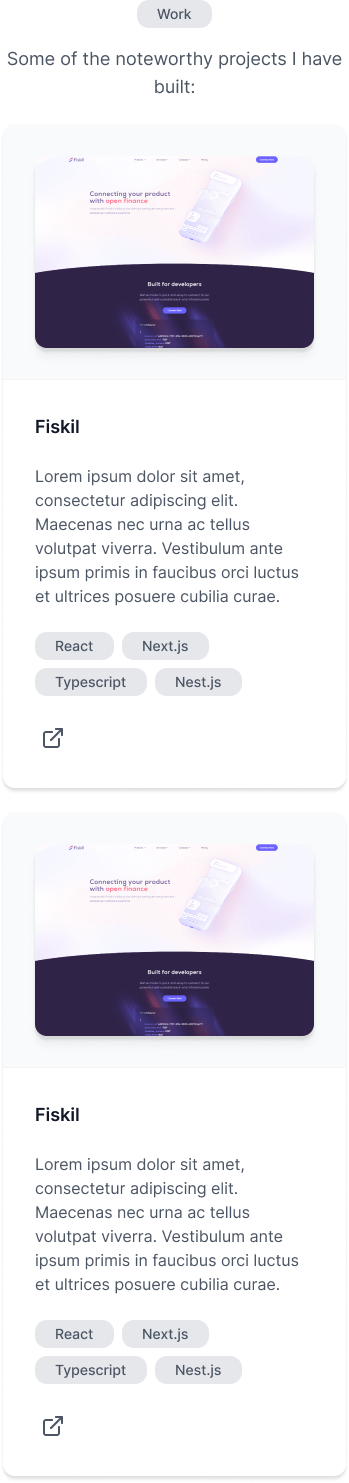 Work
Some of the noteworthy projects I have
built:
Fiskil
Connecting your product
with open finance
Built for developers
Fiskil
Lorem ipsum dolor sit amet,
consectetur adipiscing elit.
Maecenas nec urna ac tellus
volutpat viverra. Vestibulum ante
ipsum primis in faucibus orci luctus
et ultrices posuere cubilia curae.
React Next.js
Typescript Nest.js
Fiskil
Connecting your product
with open finance
Built for developers
Fiskil
Lorem ipsum dolor sit amet,
consectetur adipiscing elit.
Maecenas nec urna ac tellus
volutpat viverra. Vestibulum ante
ipsum primis in faucibus orci luctus
et ultrices posuere cubilia curae.
React Next.js
Typescript Nest.js